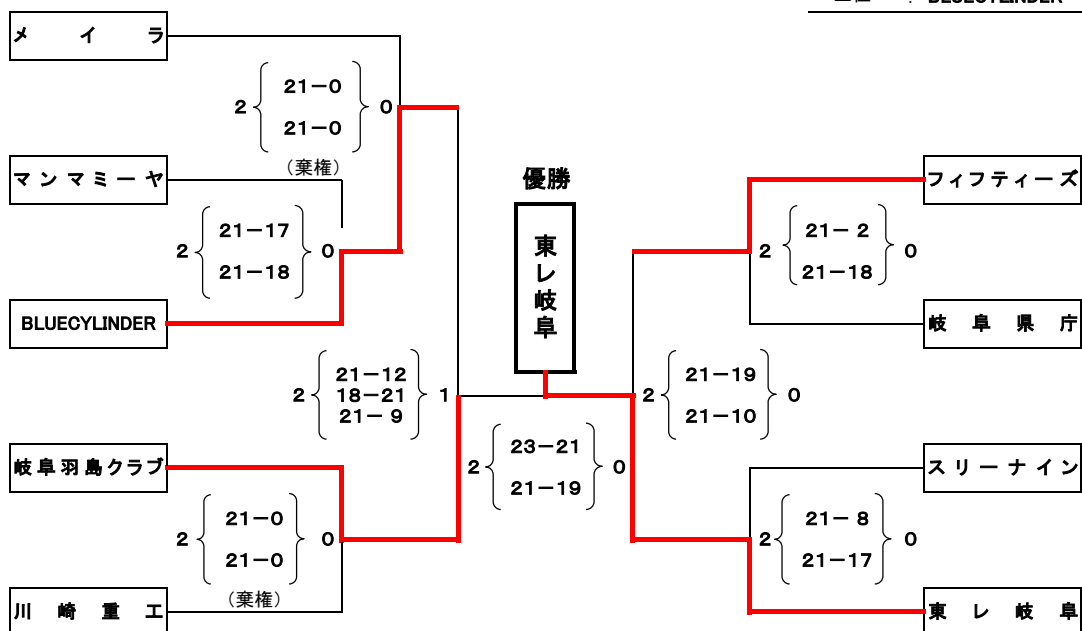 BLUECYLINDER
メイラ
2 21－0 0
21－0
（棄権）
マンマミーヤ
2 21－17 0
21－18
BLUECYLINDER
2 21－12 1
18－21
21－ 9
岐阜羽島クラブ
2 21－0 0
21－0
（棄権）
川崎重工
優勝
東レ岐阜
2 23－21 0
21－19
フィフティーズ
2 21－ 2 0
21－18
岐阜県庁
2 21－19 0
21－10
スリーナイン
2 21－ 8 0
21－17
東レ岐阜